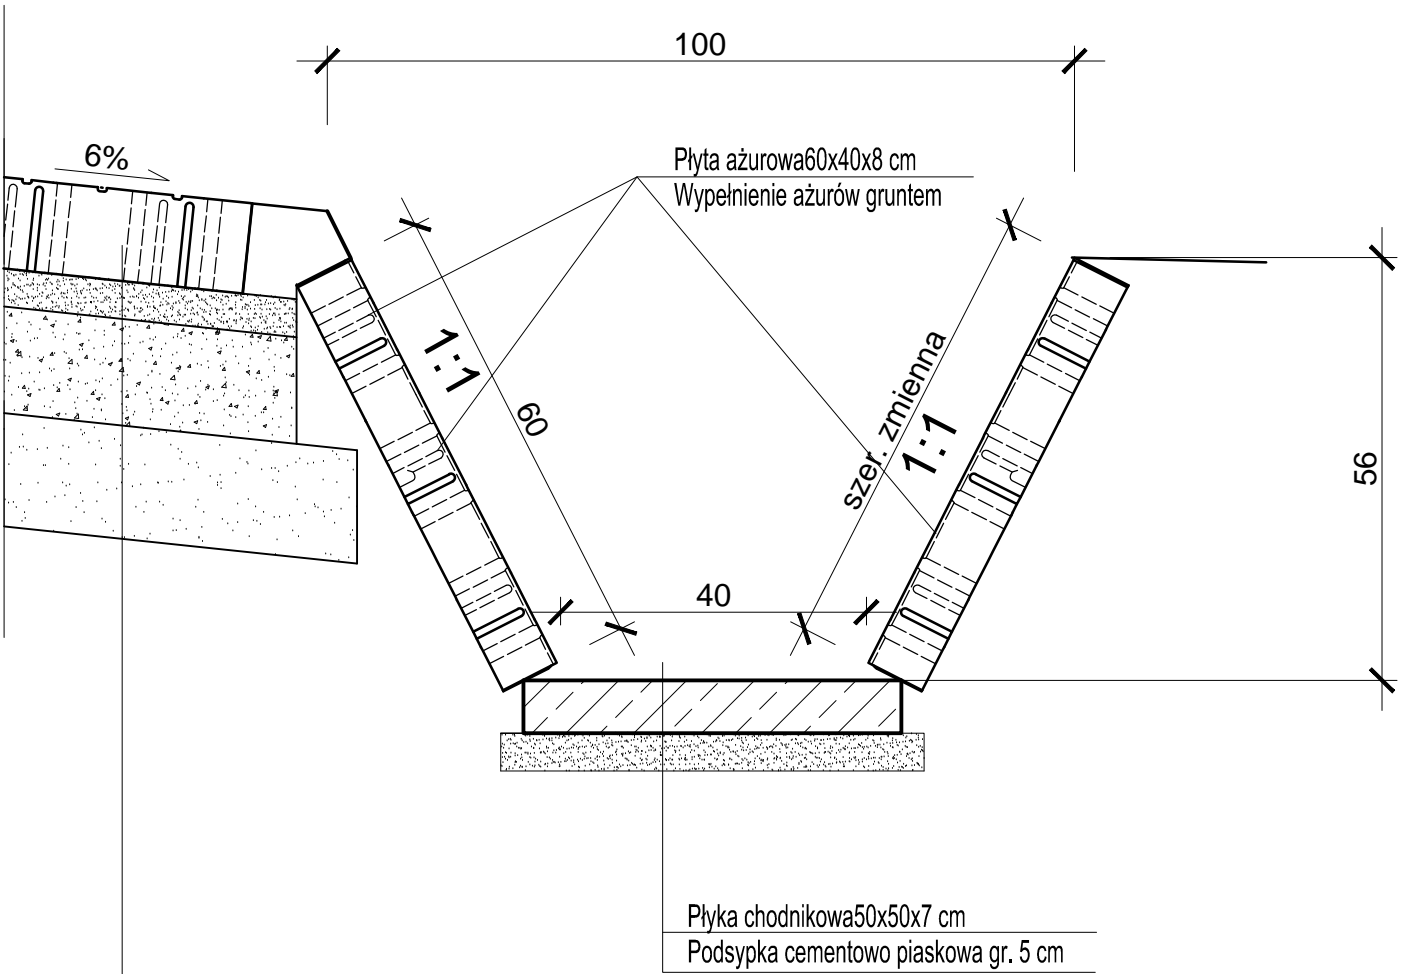 100
6%
Płyta ażurowa60x40x8 cm
Wypełnienie ażurów gruntem
1:1
60
szer. zmienna
1:1
56
40
Płyka chodnikowa50x50x7 cm
Podsypka cementowo piaskowa gr. 5 cm